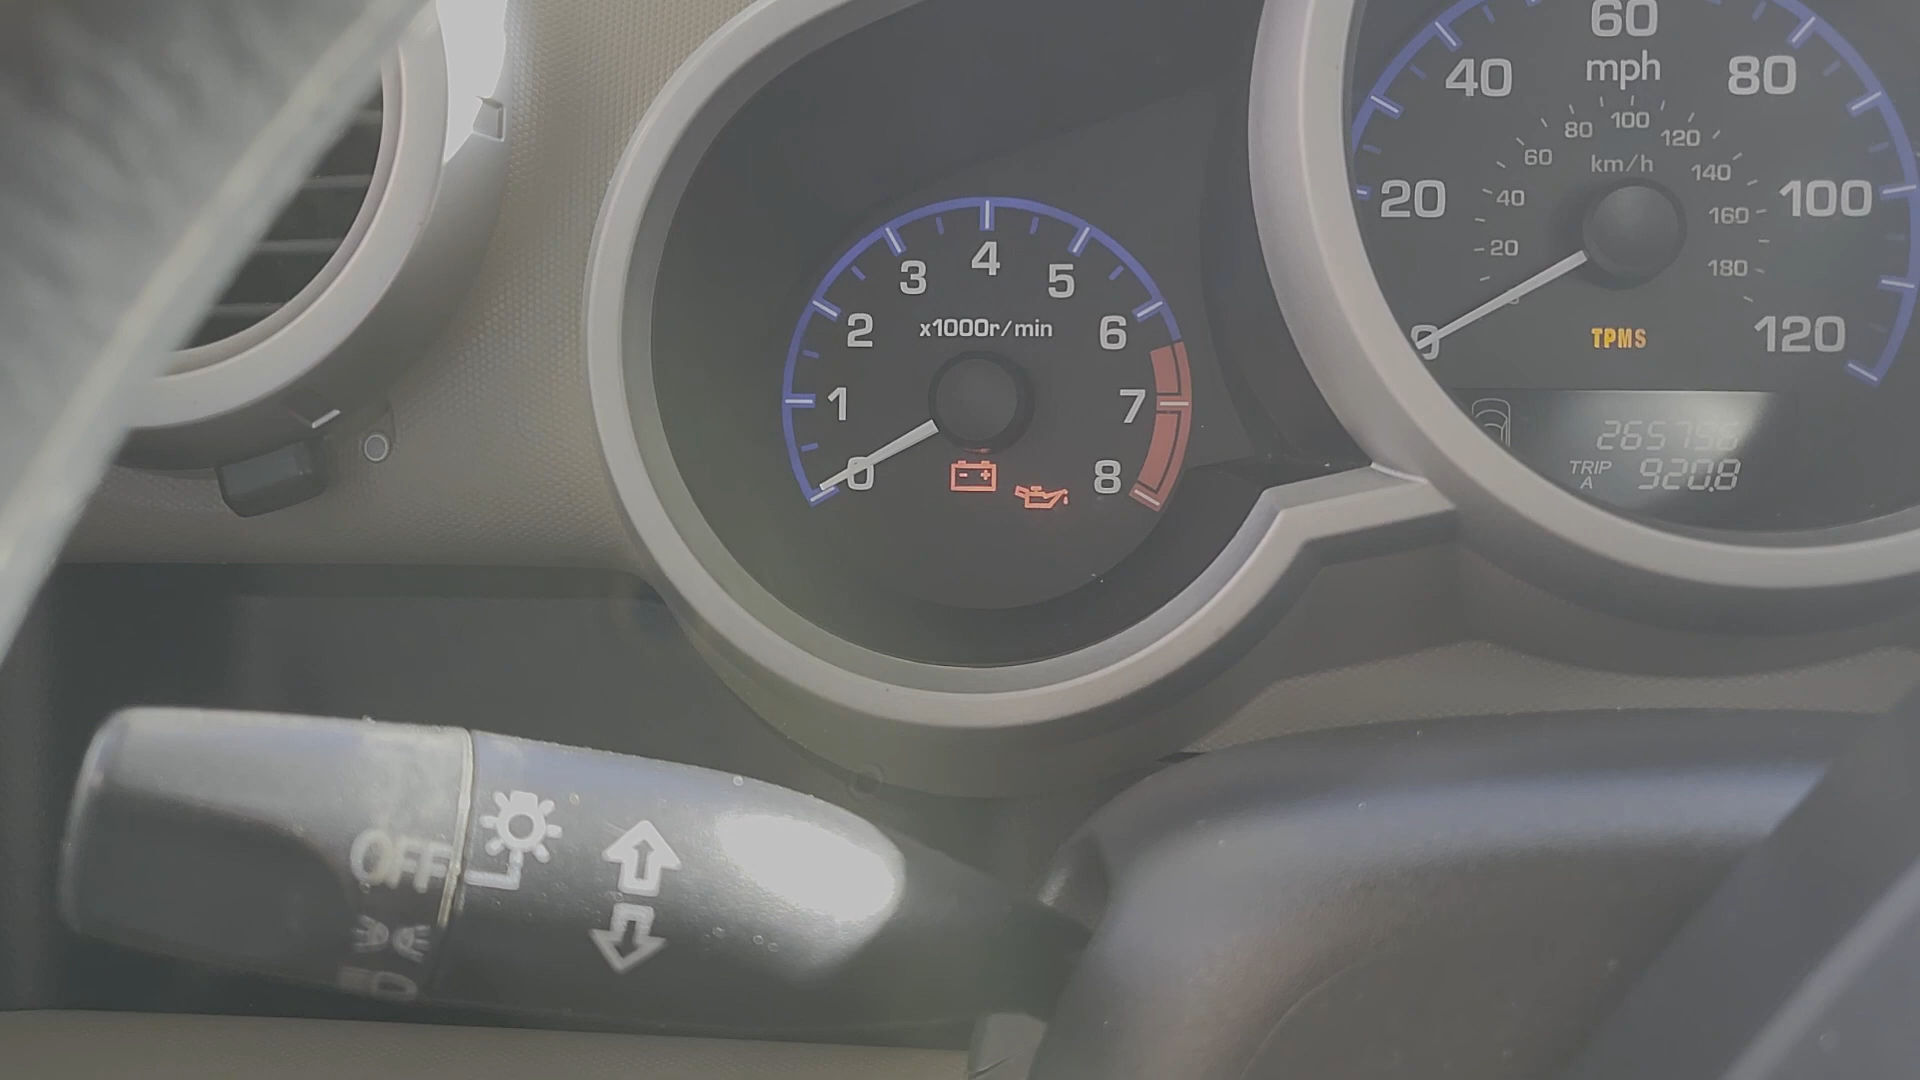 0 1 2 3 4 5 6 7 8
x1000r/min
0 20 40 60 80 100 120
mph
20 40 60 80 100 120 140 160 180
km/h
TPMS
TRIP
A
920.8
OFF